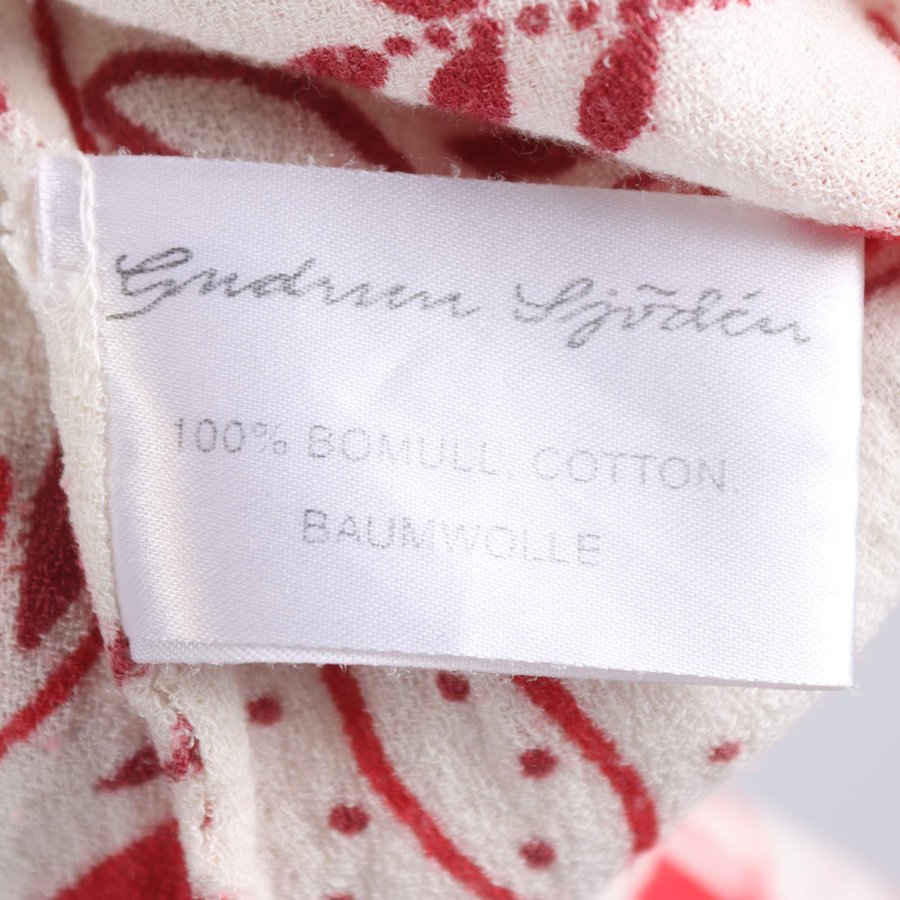 Gudrun Sjödén
100% BOMULL. COTTON.
BAUMWOLLE